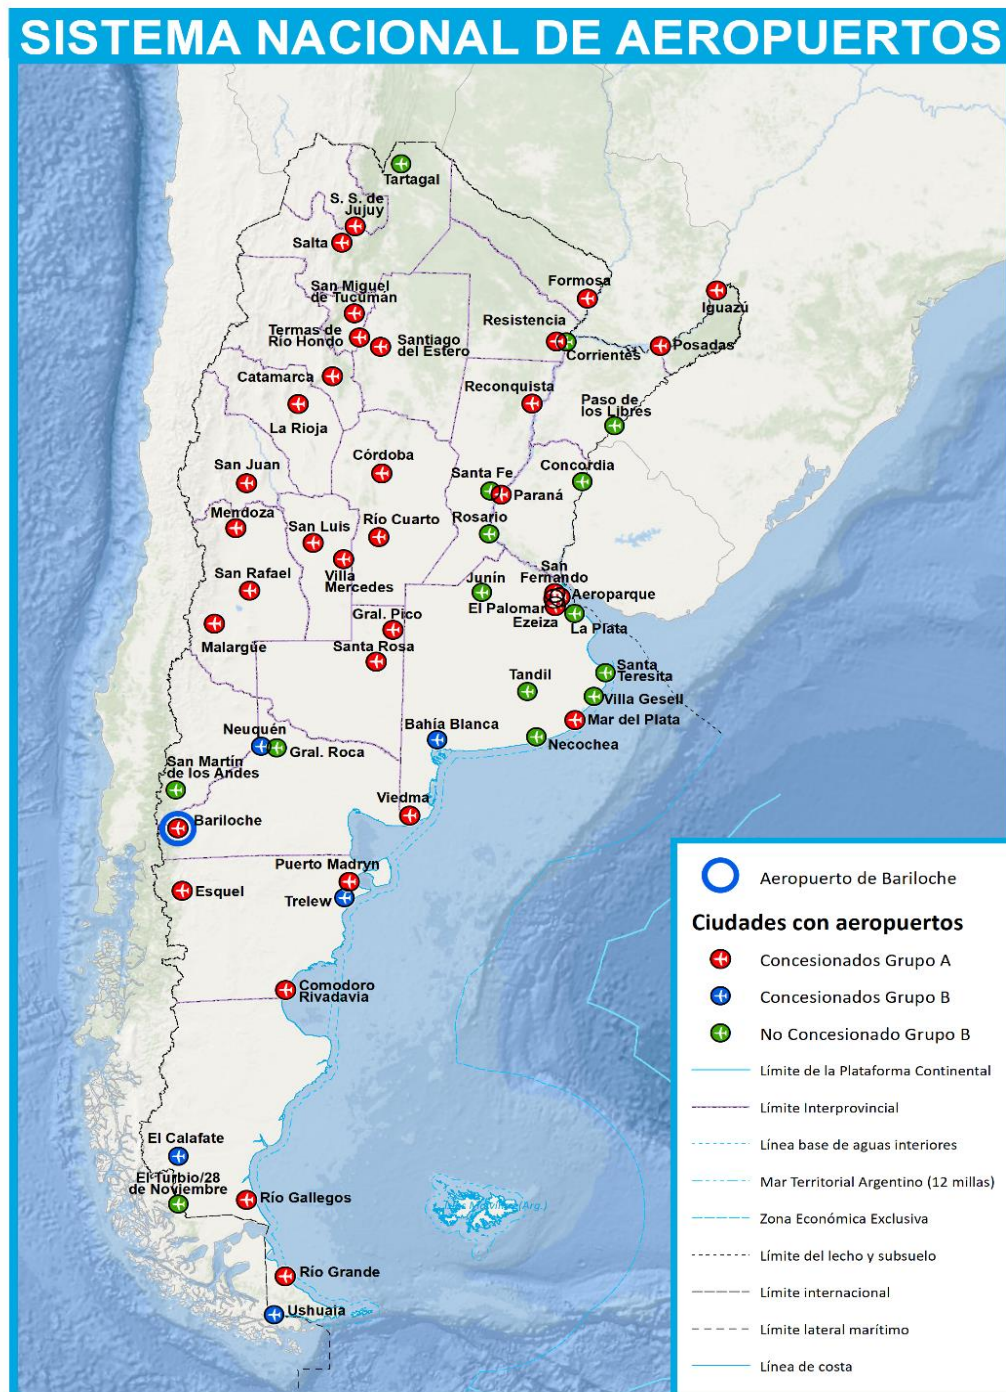 SISTEMA NACIONAL DE AEROPUERTOS
Tartagal
S. S. de
Jujuy
Salta
San Miguel
de Tucumán
Termas de
Río Hondo
Santiago
del Estero
Formosa
Iguazú
Resistencia
Corrientes
Posadas
Catamarca
La Rioja
Reconquista
Paso de
los Libres
Córdoba
San Juan
Santa Fe
Concordia
Paraná
Mendoza
San Luis
Río Cuarto
Rosario
Villa
Mercedes
San Rafael
Junín
San
Fernando
Aeroparque
El Palomar
Ezeiza
La Plata
Malargüe
Gral. Pico
Santa Rosa
Tandil
Santa
Teresita
Villa Gesell
Mar del Plata
Necochea
Bahía Blanca
Neuquén
Gral. Roca
San Martín
de los Andes
Bariloche
Viedma
Esquel
Puerto Madryn
Trelew
Comodoro
Rivadavia
El Calafate
El Turbio/28
de Noviembre
Río Gallegos
(Arg.)
Río Grande
Ushuaia
Aeropuerto de Bariloche
Ciudades con aeropuertos
Concesionados Grupo A
Concesionados Grupo B
No Concesionado Grupo B
Límite de la Plataforma Continental
Límite Interprovincial
Línea base de aguas interiores
Mar Territorial Argentino (12 millas)
Zona Económica Exclusiva
Límite del lecho y subsuelo
Límite internacional
Límite lateral marítimo
Línea de costa